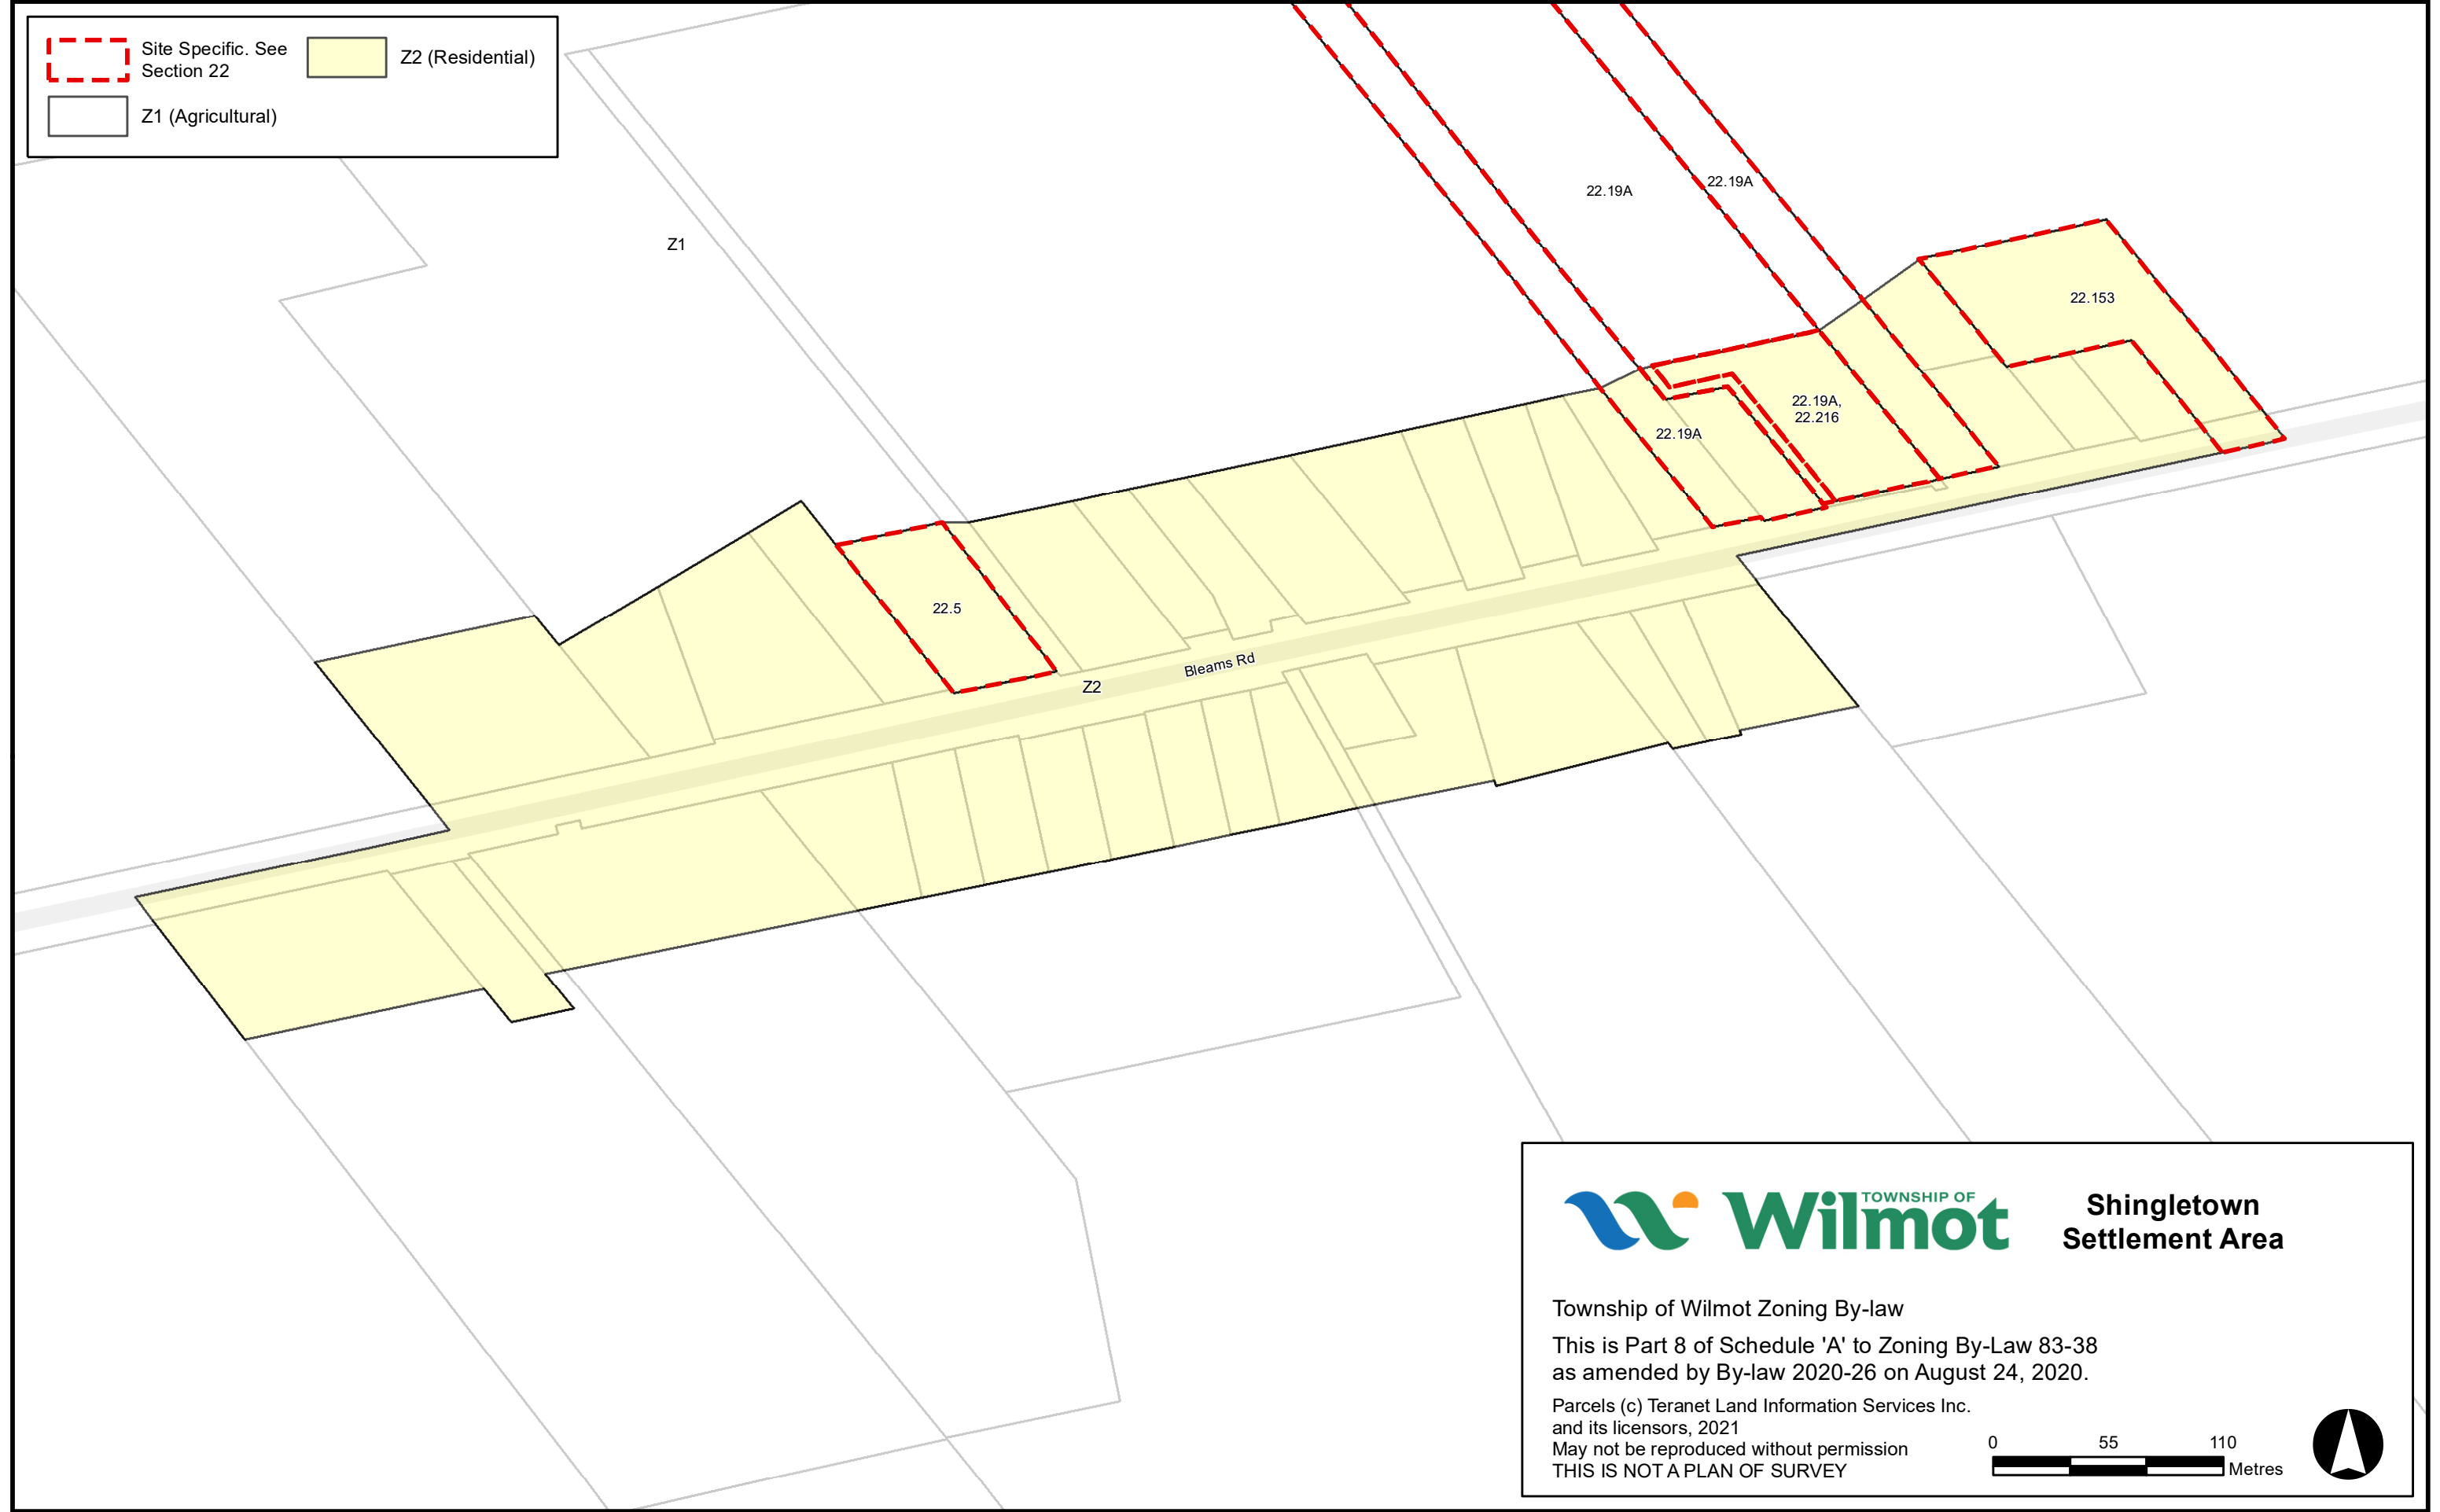 Site Specific. See
Section 22
Z2 (Residential)
Z1 (Agricultural)
22.19A
22.19A
Z1
22.153
22.19A,
22.216
22.19A
22.5
Bleams Rd
Z2
TOWNSHIP OF
Wilmot
Shingletown
Settlement Area
Township of Wilmot Zoning By-law
This is Part 8 of Schedule 'A' to Zoning By-Law 83-38
as amended by By-law 2020-26 on August 24, 2020.
Parcels (c) Teranet Land Information Services Inc.
and its licensors, 2021
May not be reproduced without permission
THIS IS NOT A PLAN OF SURVEY
0 55 110
Metres